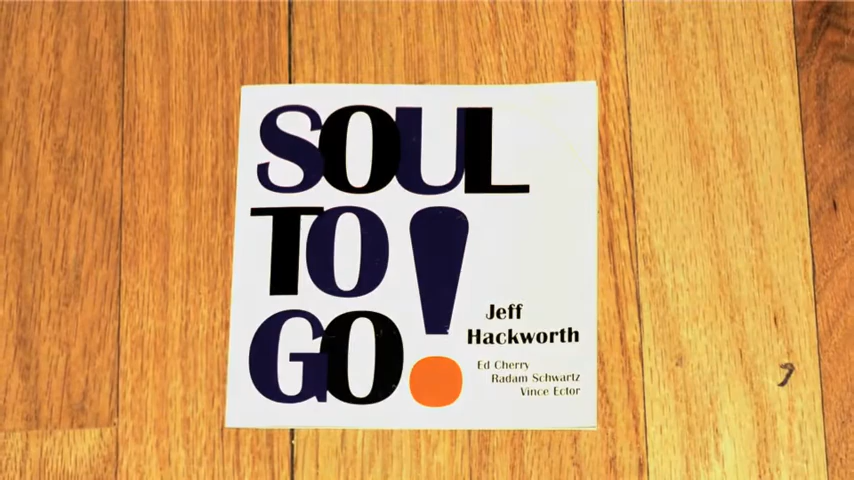 SOUL
TO
GO!
Jeff
Hackworth
Ed Cherry
Radam Schwartz
Vince Ector